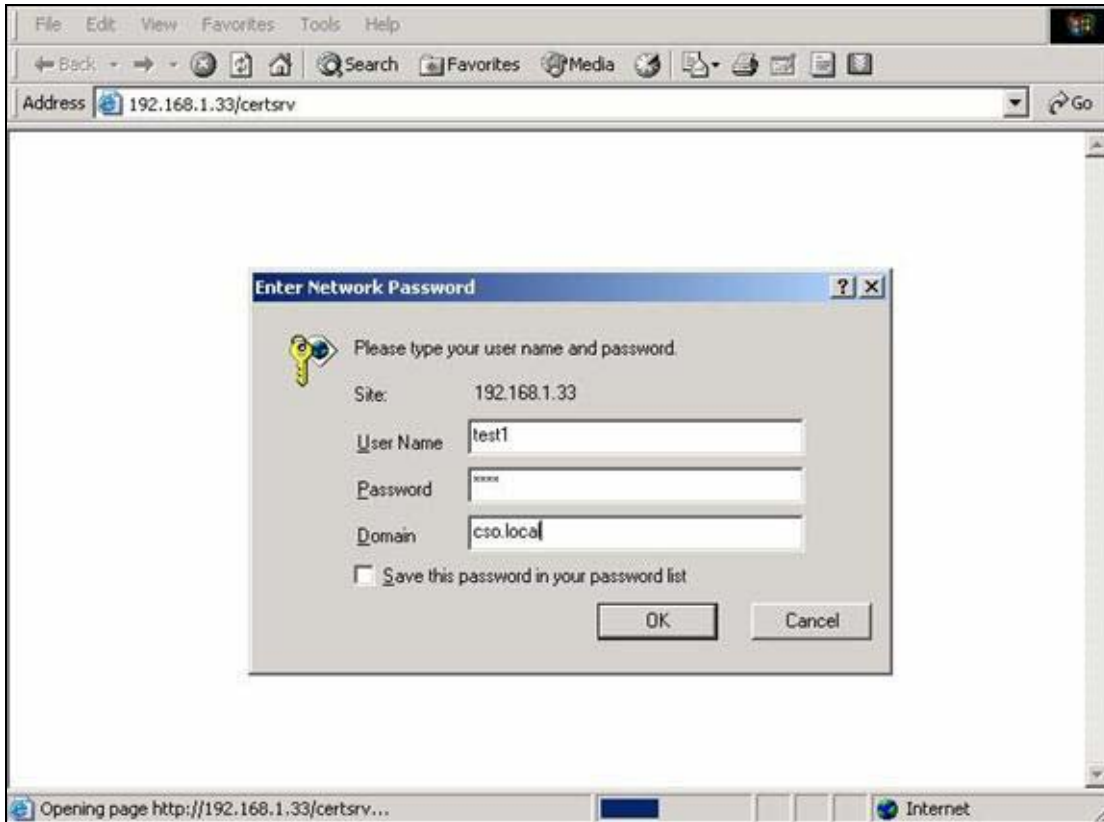 File Edit View Favorites Tools Help
Back Search Favorites Media
Address 192.168.1.33/certsrv Go
Enter Network Password
Please type your user name and password.
Site: 192.168.1.33
User Name test1
Password ****
Domain cso.local
Save this password in your password list
OK Cancel
Opening page http://192.168.1.33/certsrv... Internet